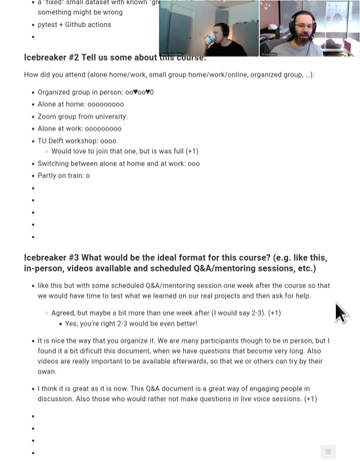 a "fixed" small dataset with known "gr
something might be wrong
pytest + Github actions
Icebreaker #2 Tell us some about this course.
How did you attend (alone home/work, small group home/work/online, organized group, …):
Organized group in person: oo♥oo♥0
Alone at home: ooooooooo
Zoom group from university:
Alone at work: ooooooooo
TU Delft workshop: oooo
Would love to join that one, but is was full (+1)
Switching between alone at home and at work: ooo
Partly on train: o
Icebreaker #3 What would be the ideal format for this course? (e.g. like this,
in-person, videos available and scheduled Q&A/mentoring sessions, etc.)
like this but with some scheduled Q&A/mentoring session one week after the course so that
we would have time to test what we learned on our real projects and then ask for help.
Agreed, but maybe a bit more than one week after (I would say 2-3). (+1)
Yes, you're right 2-3 would be even better!
It is nice the way that you organize it. We are many participants though to be in person, but I
found it a bit dificult this document, when we have questions that become very long. Also
videos are really important to be available afterwards, so that we or others can try by their
owan.
I think it is great as it is now. This Q&A document is a great way of engaging people in
discussion. Also those who would rather not make questions in live voice sessions. (+1)